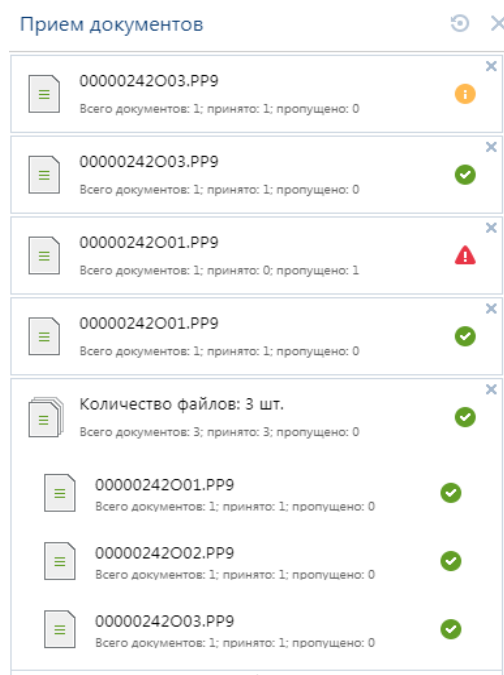 Прием документов
00000242O03.PP9
Всего документов: 1; принято: 1; пропущено: 0
00000242O03.PP9
Всего документов: 1; принято: 1; пропущено: 0
00000242O01.PP9
Всего документов: 1; принято: 0; пропущено: 1
00000242O01.PP9
Всего документов: 1; принято: 1; пропущено: 0
Количество файлов: 3 шт.
Всего документов: 3; принято: 3; пропущено: 0
00000242O01.PP9
Всего документов: 1; принято: 1; пропущено: 0
00000242O02.PP9
Всего документов: 1; принято: 1; пропущено: 0
00000242O03.PP9
Всего документов: 1; принято: 1; пропущено: 0